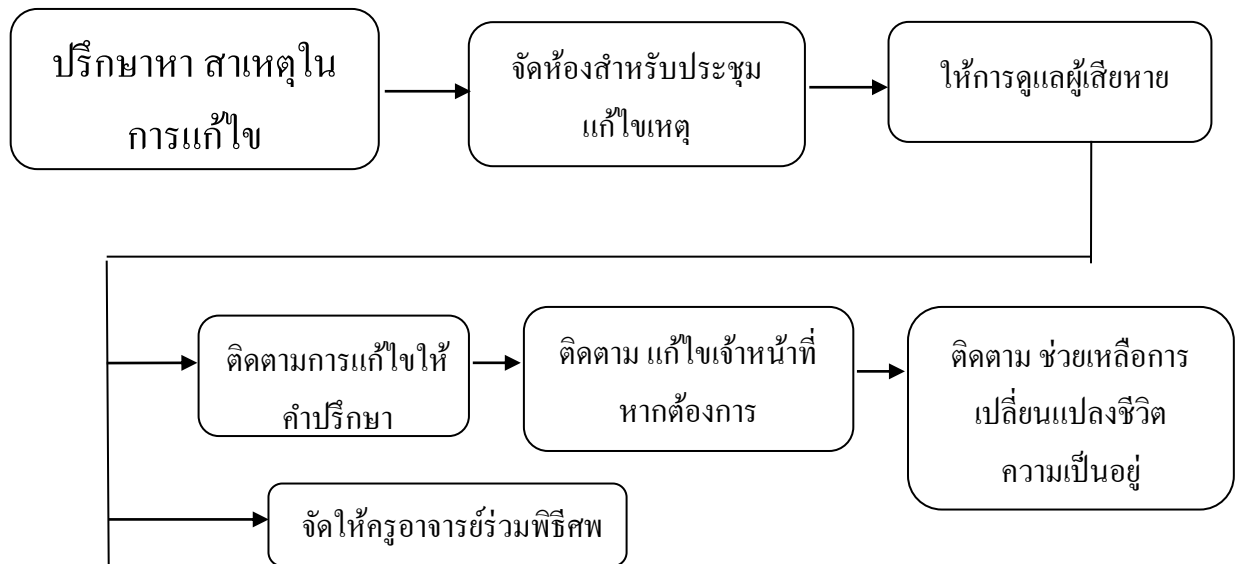 ปรึกษาหา สาเหตุใน
การแก้ไข
จัดห้องสำหรับประชุม
แก้ไขเหตุ
ให้การดูแลผู้เสียหาย
ติดตามการแก้ไขให้
คำปรึกษา
ติดตาม แก้ไขเจ้าหน้าที่
หากต้องการ
ติดตาม ช่วยเหลือการ
เปลี่ยนแปลงชีวิต
ความเป็นอยู่
จัดให้ครูอาจารย์ร่วมพิธีศพ